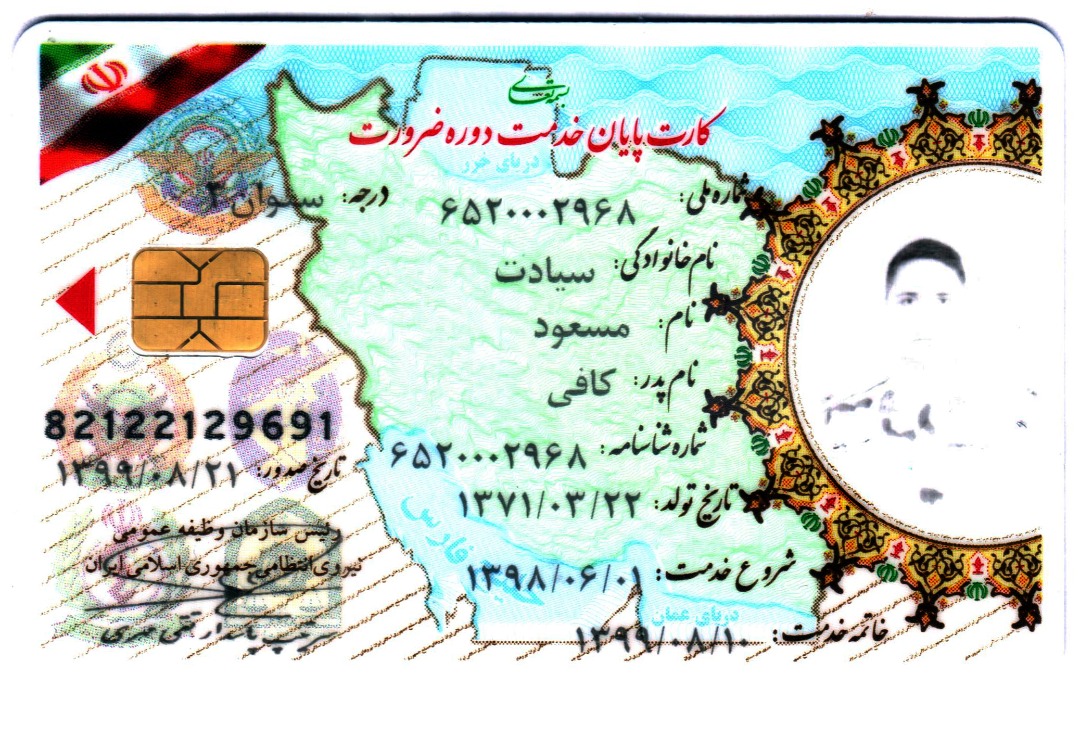 بسمه تعالی
کارت پایان خدمت دوره ضرورت
دریای خزر
شماره ملی: ۶۵۲۰۰۰۲۹۶۸
درجه: ستوان ۲
نام خانوادگی: سیادت
نام: مسعود
نام پدر: کافی
شماره شناسنامه: ۶۵۲۰۰۰۲۹۶۸
تاریخ تولد: ۱۳۷۱/۰۳/۲۲
شروع خدمت: ۱۳۹۸/۰۶/۰۱
خاتمه خدمت: ۱۳۹۹/۰۸/۱۰
فارس
دریای عمان
82122129691
تاریخ صدور: ۱۳۹۹/۰۸/۲۱
رئیس سازمان وظیفه عمومی
نیروی انتظامی جمهوری اسلامی ایران
سرتیپ پاسدار تقی مهری